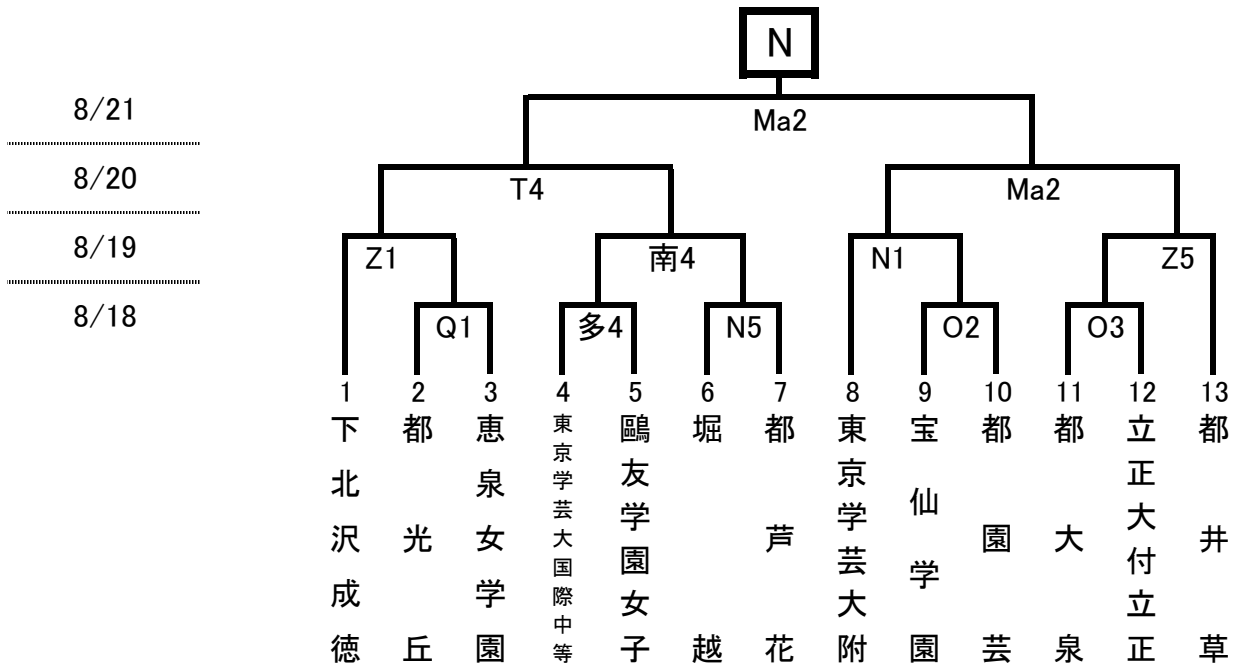 N
8/21
Ma2
8/20
T4
Ma2
8/19
Z1
南4
N1
Z5
8/18
Q1
多4
N5
O2
O3
1 2 3 4 5 6 7 8 9 10 11 12 13
下北沢成徳
都光丘
恵泉女学園
東京学芸大国際中等
鷗友学園女子
堀越
都芦花
東京学芸大附
宝仙学園
都園芸
都大泉
立正大付立正
都井草